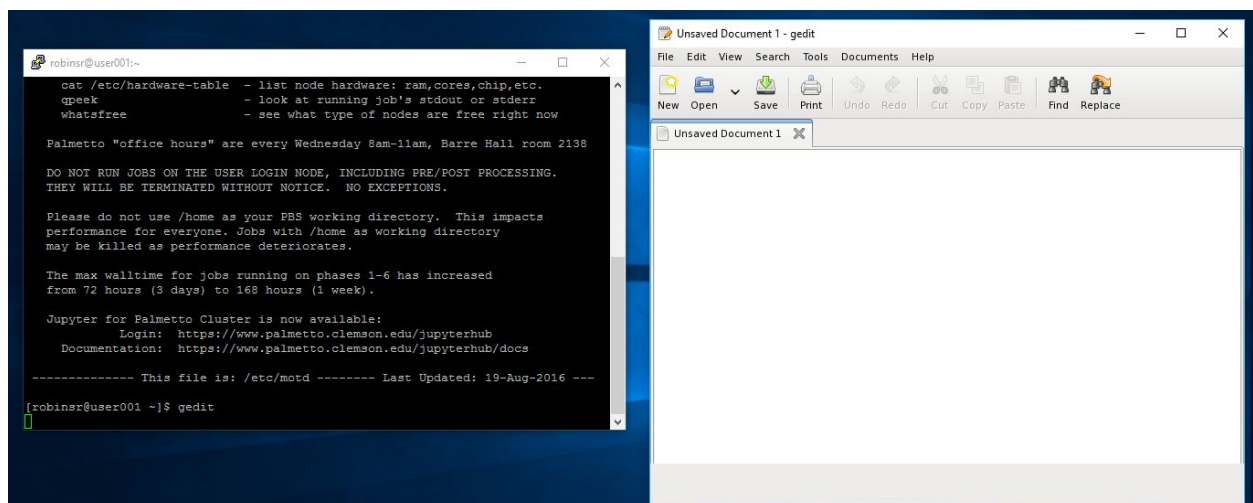 robinsr@user001:~
cat /etc/hardware-table - list node hardware: ram,cores,chip,etc.
qpeek - look at running job's stdout or stderr
whatsfree - see what type of nodes are free right now
Palmetto "office hours" are every Wednesday 8am-11am, Barre Hall room 2138
DO NOT RUN JOBS ON THE USER LOGIN NODE, INCLUDING PRE/POST PROCESSING.
THEY WILL BE TERMINATED WITHOUT NOTICE. NO EXCEPTIONS.
Please do not use /home as your PBS working directory. This impacts
performance for everyone. Jobs with /home as working directory
may be killed as performance deteriorates.
The max walltime for jobs running on phases 1-6 has increased
from 72 hours (3 days) to 168 hours (1 week).
Jupyter for Palmetto Cluster is now available:
Login: https://www.palmetto.clemson.edu/jupyterhub
Documentation: https://www.palmetto.clemson.edu/jupyterhub/docs
-------------- This file is: /etc/motd -------- Last Updated: 19-Aug-2016 ---
[robinsr@user001 ~]$ gedit
Unsaved Document 1 - gedit
File Edit View Search Tools Documents Help
New Open Save Print Undo Redo Cut Copy Paste Find Replace
Unsaved Document 1